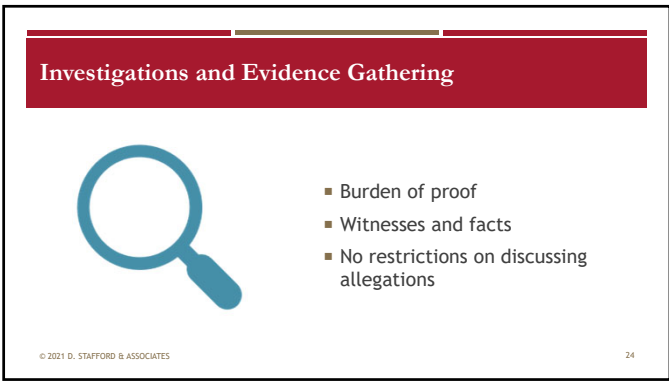 Investigations and Evidence Gathering
■ Burden of proof
■ Witnesses and facts
■ No restrictions on discussing
allegations
© 2021 D. STAFFORD & ASSOCIATES
24